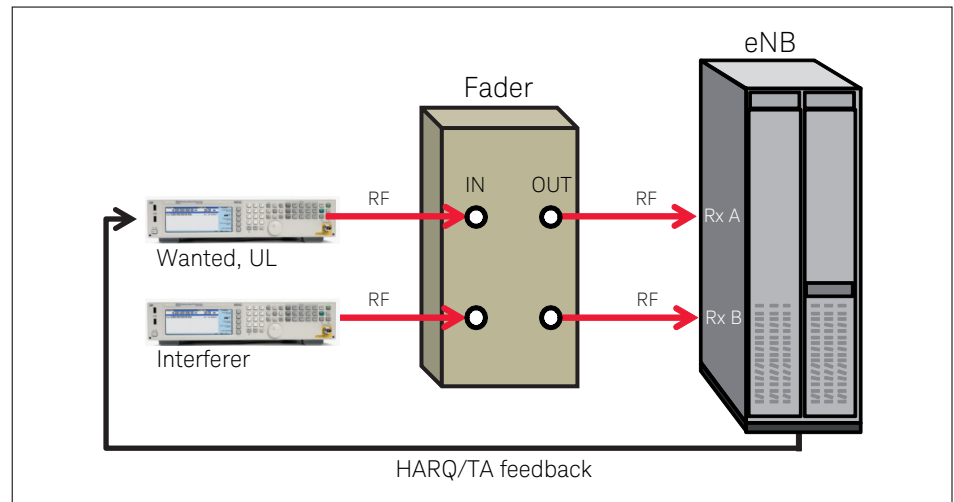 eNB
Fader
IN OUT
RF
RF
Rx A
Wanted, UL
RF
RF
Rx B
Interferer
HARQ/TA feedback